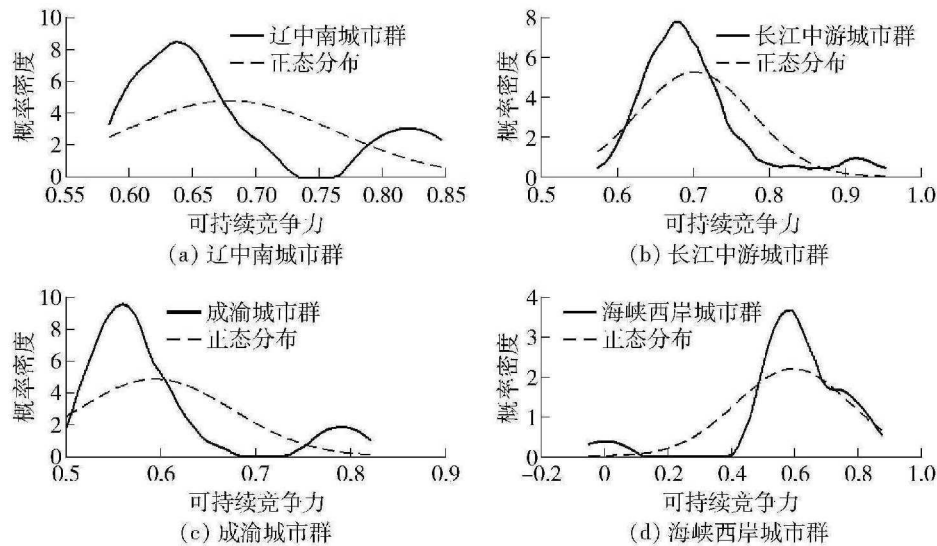 概率密度
10
8
6
4
2
0
辽中南城市群
正态分布
0.55
0.60
0.65
0.70
0.75
0.80
0.85
可持续竞争力
(a) 辽中南城市群
概率密度
8
6
4
2
0
长江中游城市群
正态分布
0.5
0.6
0.7
0.8
0.9
1.0
可持续竞争力
(b) 长江中游城市群
概率密度
10
8
6
4
2
0
成渝城市群
正态分布
0.5
0.6
0.7
0.8
0.9
可持续竞争力
(c) 成渝城市群
概率密度
4
3
2
1
0
海峡西岸城市群
正态分布
-0.2
0
0.2
0.4
0.6
0.8
1.0
可持续竞争力
(d) 海峡西岸城市群